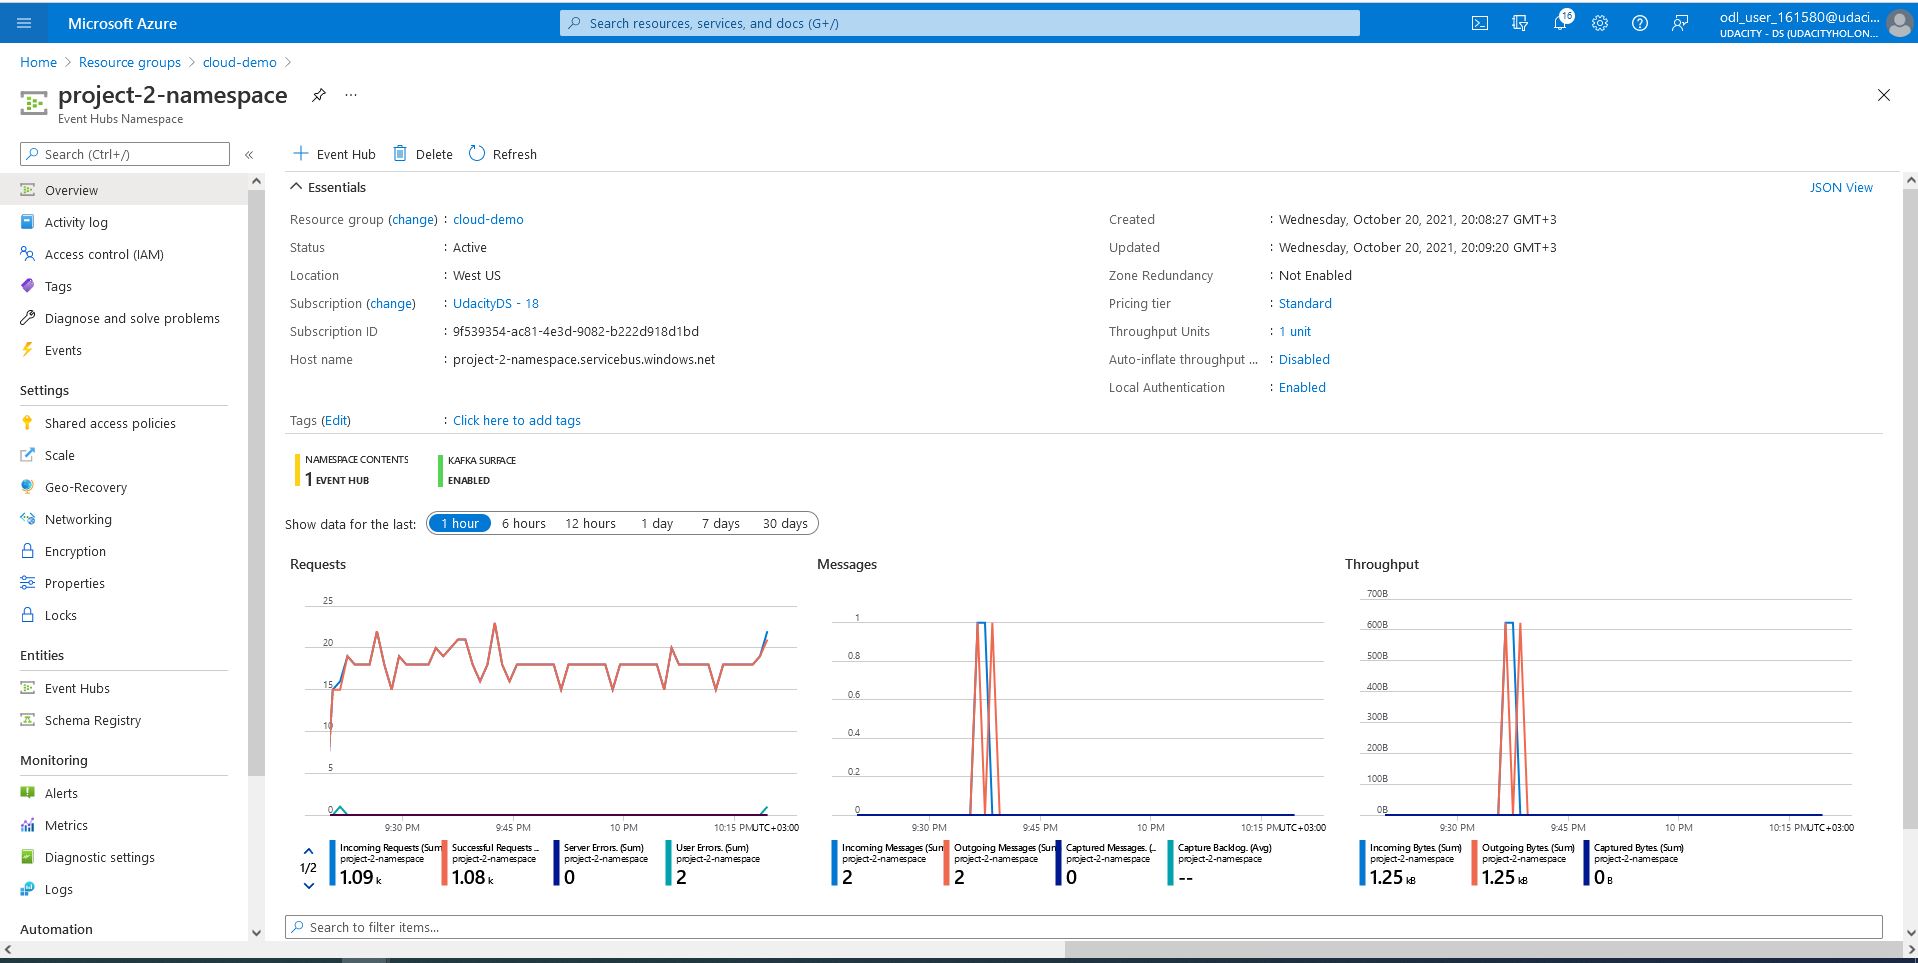 Microsoft Azure
Search resources, services, and docs (G+/)
16
odl_user_161580@udaci...
UDACITY - DS (UDACITYHOL.ON...
Home > Resource groups > cloud-demo >
project-2-namespace ...
Event Hubs Namespace
Search (Ctrl+/)
«
Overview
Activity log
Access control (IAM)
Tags
Diagnose and solve problems
Events
Settings
Shared access policies
Scale
Geo-Recovery
Networking
Encryption
Properties
Locks
Entities
Event Hubs
Schema Registry
Monitoring
Alerts
Metrics
Diagnostic settings
Logs
Automation
Event Hub Delete Refresh
Essentials
JSON View
Resource group (change) : cloud-demo
Status : Active
Location : West US
Subscription (change) : UdacityDS - 18
Subscription ID : 9f539354-ac81-4e3d-9082-b222d918d1bd
Host name : project-2-namespace.servicebus.windows.net
Created : Wednesday, October 20, 2021, 20:08:27 GMT+3
Updated : Wednesday, October 20, 2021, 20:09:20 GMT+3
Zone Redundancy : Not Enabled
Pricing tier : Standard
Throughput Units : 1 unit
Auto-inflate throughput ... : Disabled
Local Authentication : Enabled
Tags (Edit) : Click here to add tags
NAMESPACE CONTENTS
1 EVENT HUB
KAFKA SURFACE
ENABLED
Show data for the last: 1 hour 6 hours 12 hours 1 day 7 days 30 days
Requests
25
20
15
10
5
0
9:30 PM 9:45 PM 10 PM 10:15 PM UTC+03:00
1/2
Incoming Requests (Sum
project-2-namespace
1.09 k
Successful Requests ...
project-2-namespace
1.08 k
Server Errors. (Sum)
project-2-namespace
0
User Errors. (Sum)
project-2-namespace
2
Messages
1
0.8
0.6
0.4
0.2
0
9:30 PM 9:45 PM 10 PM 10:15 PM UTC+03:00
Incoming Messages (Sum
project-2-namespace
2
Outgoing Messages (Sum
project-2-namespace
2
Captured Messages. (...
project-2-namespace
0
Capture Backlog. (Avg)
project-2-namespace
--
Throughput
700B
600B
500B
400B
300B
200B
100B
0B
9:30 PM 9:45 PM 10 PM 10:15 PM UTC+03:00
Incoming Bytes. (Sum)
project-2-namespace
1.25 kB
Outgoing Bytes. (Sum)
project-2-namespace
1.25 kB
Captured Bytes. (Sum)
project-2-namespace
0 B
Search to filter items...